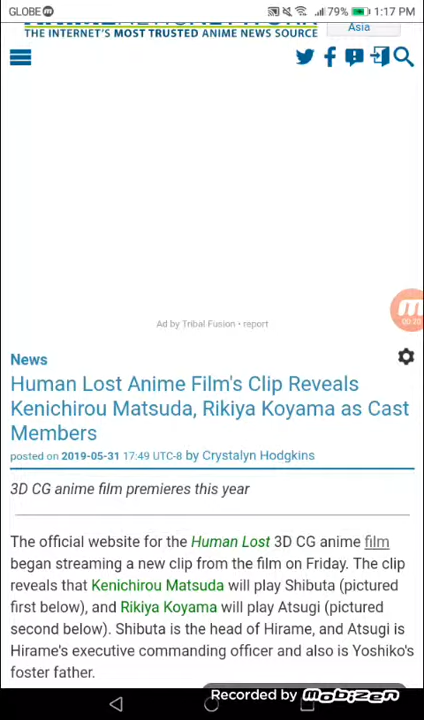 GLOBE
79% 1:17 PM
THE INTERNET'S MOST TRUSTED ANIME NEWS SOURCE
Asia
00:20
Ad by Tribal Fusion • report
News
Human Lost Anime Film's Clip Reveals
Kenichirou Matsuda, Rikiya Koyama as Cast
Members
posted on 2019-05-31 17:49 UTC-8 by Crystalyn Hodgkins
3D CG anime film premieres this year
The official website for the Human Lost 3D CG anime film
began streaming a new clip from the film on Friday. The clip
reveals that Kenichirou Matsuda will play Shibuta (pictured
first below), and Rikiya Koyama will play Atsugi (pictured
second below). Shibuta is the head of Hirame, and Atsugi is
Hirame's executive commanding officer and also is Yoshiko's
foster father.
Recorded by mobizen